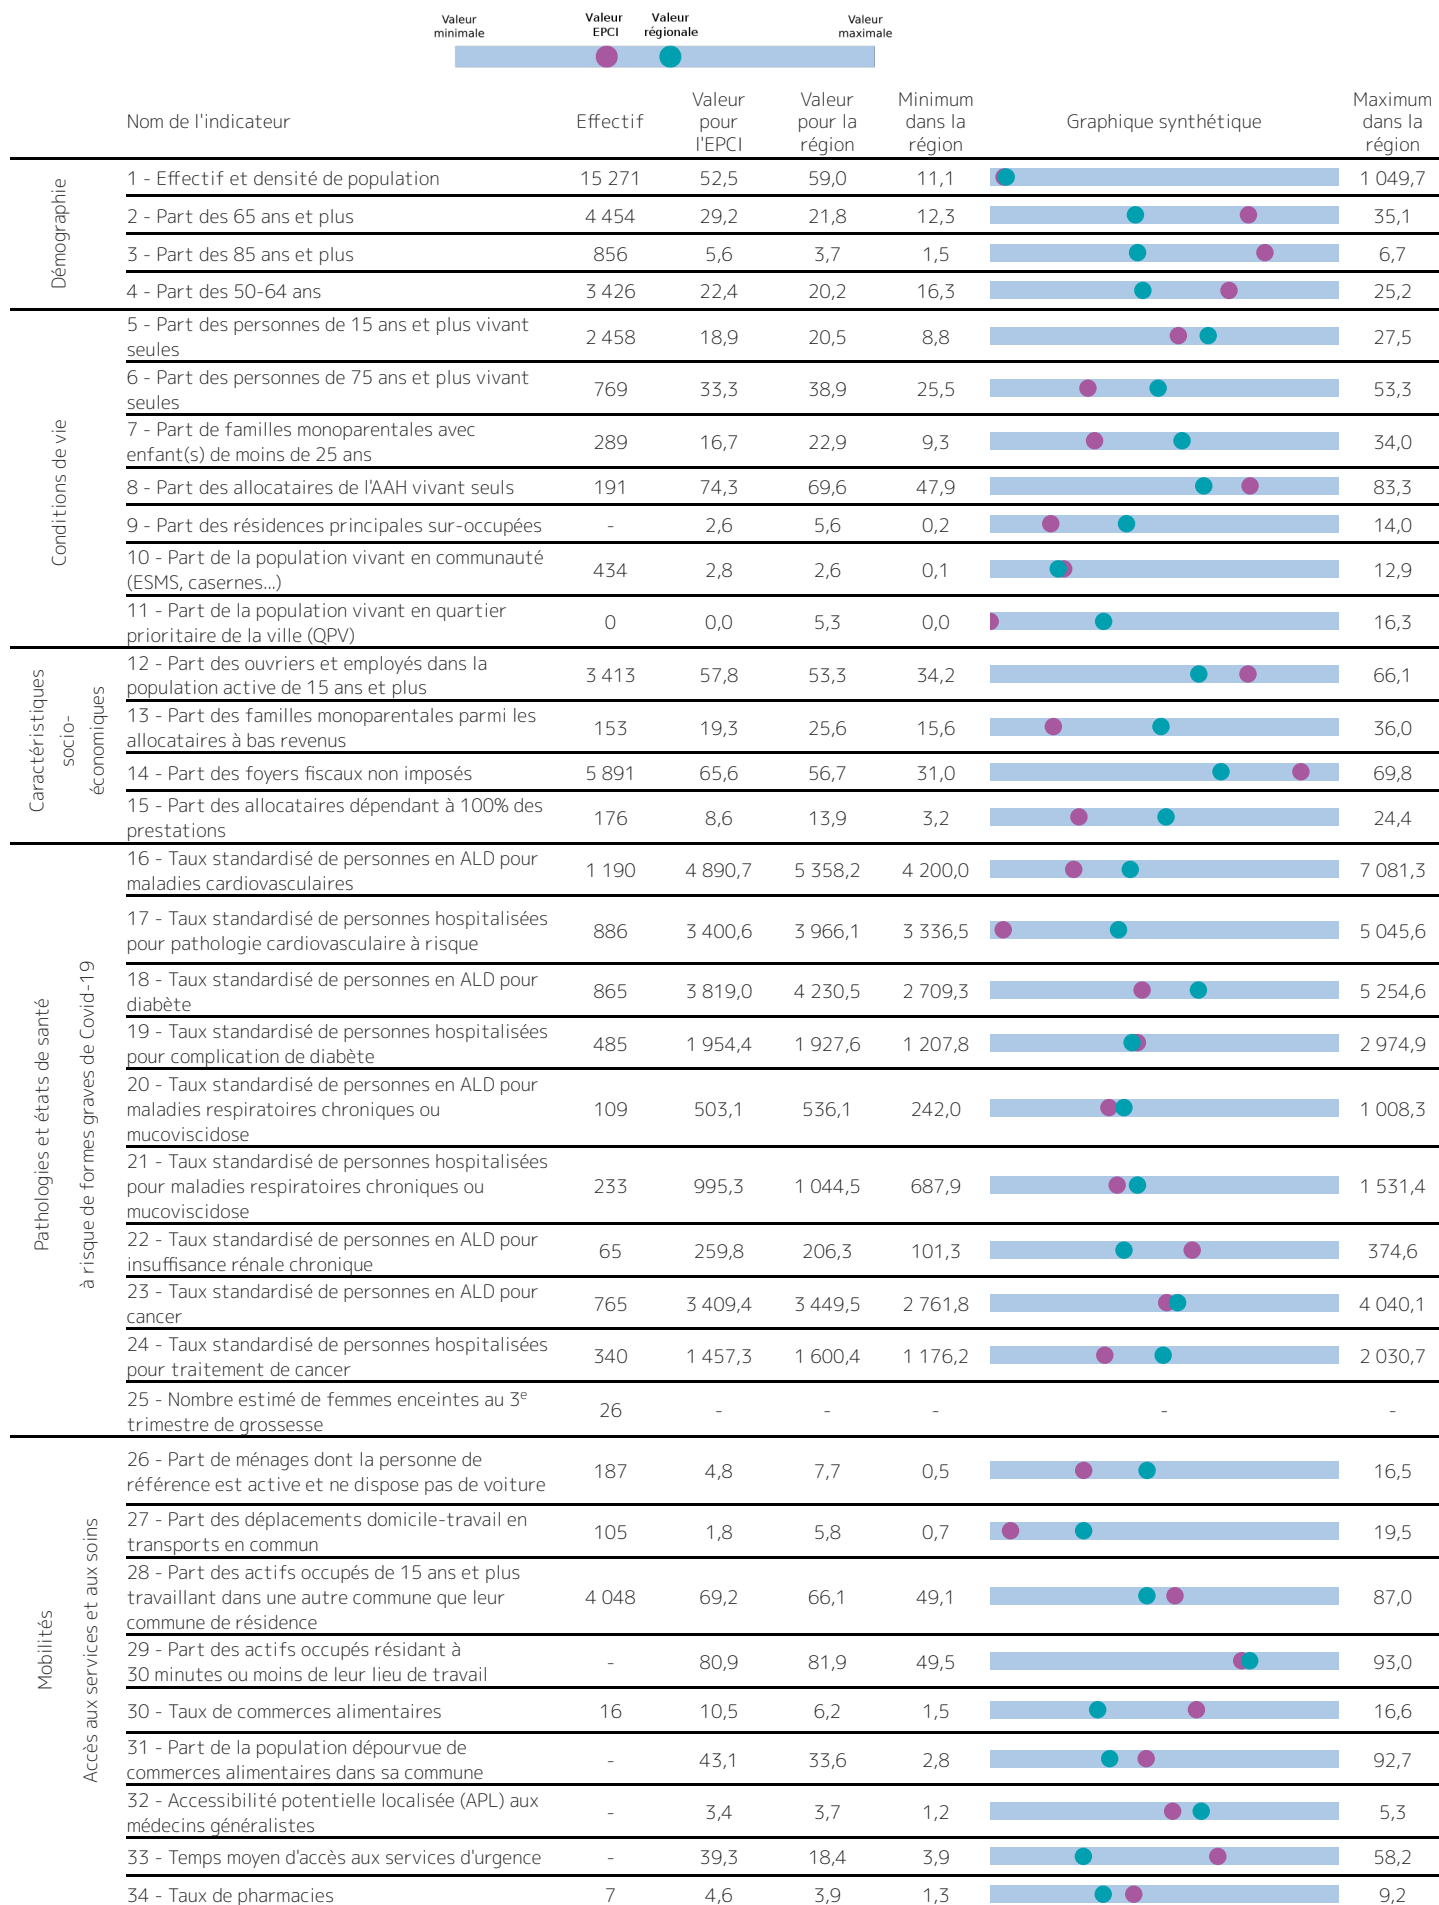 Valeur minimale
Valeur EPCI
Valeur régionale
Valeur maximale
Nom de l'indicateur Effectif Valeur pour l'EPCI Valeur pour la région Minimum dans la région Graphique synthétique Maximum dans la région
Démographie
1 - Effectif et densité de population 15 271 52,5 59,0 11,1 1 049,7
2 - Part des 65 ans et plus 4 454 29,2 21,8 12,3 35,1
3 - Part des 85 ans et plus 856 5,6 3,7 1,5 6,7
4 - Part des 50-64 ans 3 426 22,4 20,2 16,3 25,2
Conditions de vie
5 - Part des personnes de 15 ans et plus vivant
seules 2 458 18,9 20,5 8,8 27,5
6 - Part des personnes de 75 ans et plus vivant
seules 769 33,3 38,9 25,5 53,3
7 - Part de familles monoparentales avec
enfant(s) de moins de 25 ans 289 16,7 22,9 9,3 34,0
8 - Part des allocataires de l'AAH vivant seuls 191 74,3 69,6 47,9 83,3
9 - Part des résidences principales sur-occupées - 2,6 5,6 0,2 14,0
10 - Part de la population vivant en communauté
(ESMS, casernes...) 434 2,8 2,6 0,1 12,9
11 - Part de la population vivant en quartier
prioritaire de la ville (QPV) 0 0,0 5,3 0,0 16,3
Caractéristiques
socio-
économiques
12 - Part des ouvriers et employés dans la
population active de 15 ans et plus 3 413 57,8 53,3 34,2 66,1
13 - Part des familles monoparentales parmi les
allocataires à bas revenus 153 19,3 25,6 15,6 36,0
14 - Part des foyers fiscaux non imposés 5 891 65,6 56,7 31,0 69,8
15 - Part des allocataires dépendant à 100% des
prestations 176 8,6 13,9 3,2 24,4
Pathologies et états de santé
à risque de formes graves de Covid-19
16 - Taux standardisé de personnes en ALD pour
maladies cardiovasculaires 1 190 4 890,7 5 358,2 4 200,0 7 081,3
17 - Taux standardisé de personnes hospitalisées
pour pathologie cardiovasculaire à risque 886 3 400,6 3 966,1 3 336,5 5 045,6
18 - Taux standardisé de personnes en ALD pour
diabète 865 3 819,0 4 230,5 2 709,3 5 254,6
19 - Taux standardisé de personnes hospitalisées
pour complication de diabète 485 1 954,4 1 927,6 1 207,8 2 974,9
20 - Taux standardisé de personnes en ALD pour
maladies respiratoires chroniques ou
mucoviscidose 109 503,1 536,1 242,0 1 008,3
21 - Taux standardisé de personnes hospitalisées
pour maladies respiratoires chroniques ou
mucoviscidose 233 995,3 1 044,5 687,9 1 531,4
22 - Taux standardisé de personnes en ALD pour
insuffisance rénale chronique 65 259,8 206,3 101,3 374,6
23 - Taux standardisé de personnes en ALD pour
cancer 765 3 409,4 3 449,5 2 761,8 4 040,1
24 - Taux standardisé de personnes hospitalisées
pour traitement de cancer 340 1 457,3 1 600,4 1 176,2 2 030,7
25 - Nombre estimé de femmes enceintes au 3e
trimestre de grossesse 26 - - - - -
Mobilités
Accès aux services et aux soins
26 - Part de ménages dont la personne de
référence est active et ne dispose pas de voiture 187 4,8 7,7 0,5 16,5
27 - Part des déplacements domicile-travail en
transports en commun 105 1,8 5,8 0,7 19,5
28 - Part des actifs occupés de 15 ans et plus
travaillant dans une autre commune que leur
commune de résidence 4 048 69,2 66,1 49,1 87,0
29 - Part des actifs occupés résidant à
30 minutes ou moins de leur lieu de travail - 80,9 81,9 49,5 93,0
30 - Taux de commerces alimentaires 16 10,5 6,2 1,5 16,6
31 - Part de la population dépourvue de
commerces alimentaires dans sa commune - 43,1 33,6 2,8 92,7
32 - Accessibilité potentielle localisée (APL) aux
médecins généralistes - 3,4 3,7 1,2 5,3
33 - Temps moyen d'accès aux services d'urgence - 39,3 18,4 3,9 58,2
34 - Taux de pharmacies 7 4,6 3,9 1,3 9,2